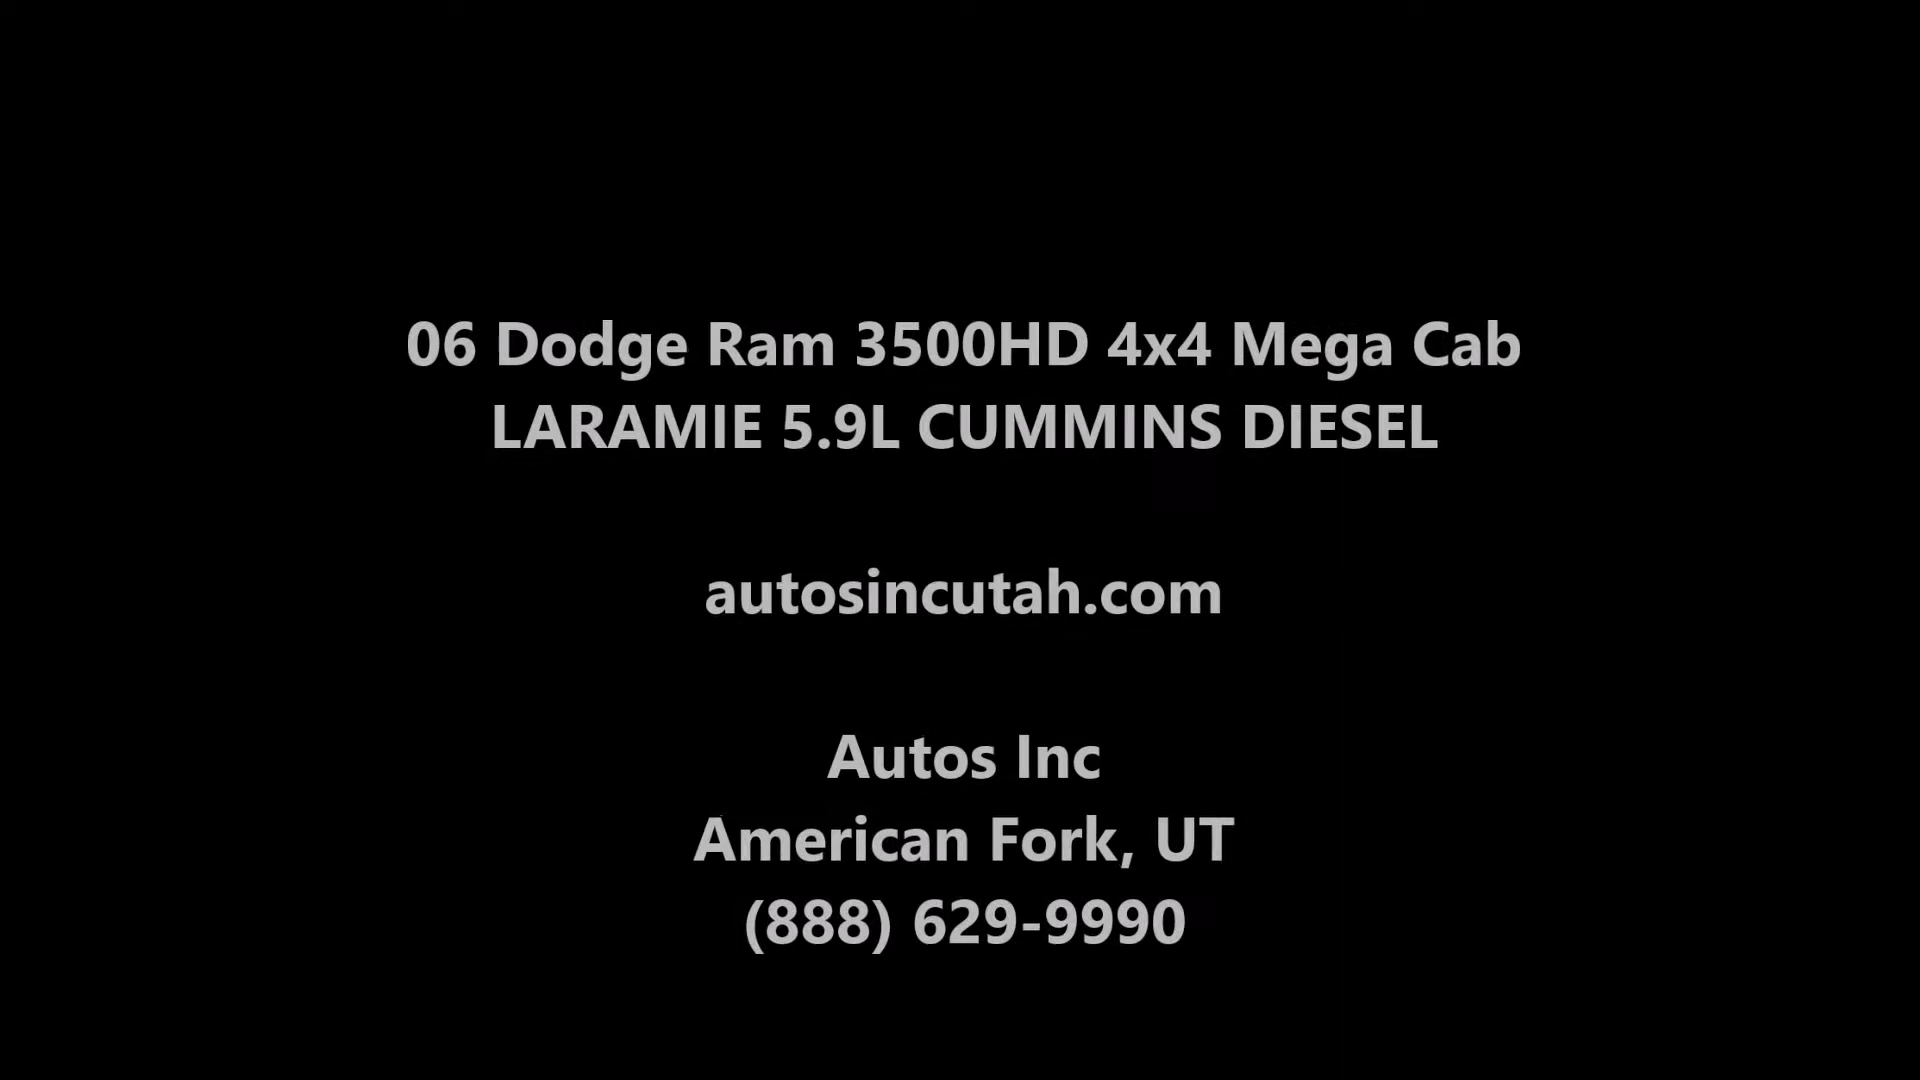 06 Dodge Ram 3500HD 4x4 Mega Cab
LARAMIE 5.9L CUMMINS DIESEL
autosincutah.com
Autos Inc
American Fork, UT
(888) 629-9990